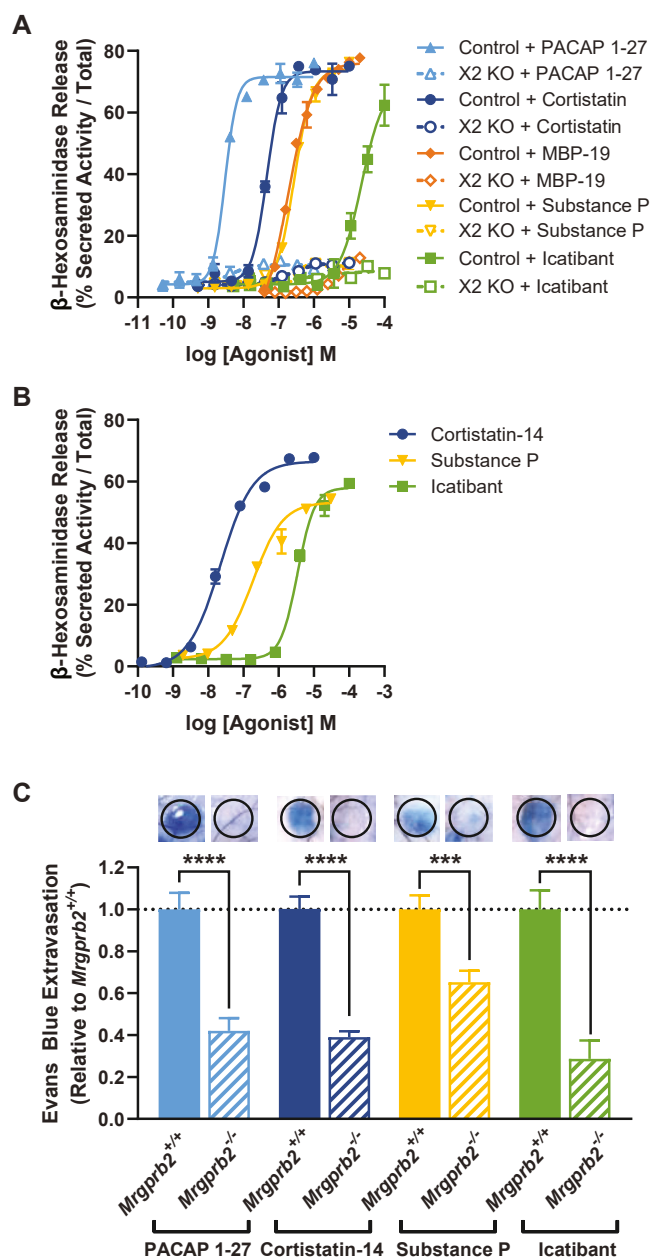 A
β-Hexosaminidase Release
(% Secreted Activity / Total)
80
60
40
20
0
-11 -10 -9 -8 -7 -6 -5 -4
log [Agonist] M
Control + PACAP 1-27
X2 KO + PACAP 1-27
Control + Cortistatin
X2 KO + Cortistatin
Control + MBP-19
X2 KO + MBP-19
Control + Substance P
X2 KO + Substance P
Control + Icatibant
X2 KO + Icatibant
B
β-Hexosaminidase Release
(% Secreted Activity / Total)
80
60
40
20
0
-10 -9 -8 -7 -6 -5 -4 -3
log [Agonist] M
Cortistatin-14
Substance P
Icatibant
C
Evans Blue Extravasation
(Relative to Mrgprb2+/+)
1.2
1.0
0.8
0.6
0.4
0.2
0.0
**** **** *** ****
Mrgprb2+/+ Mrgprb2-/- Mrgprb2+/+ Mrgprb2-/- Mrgprb2+/+ Mrgprb2-/- Mrgprb2+/+ Mrgprb2-/-
PACAP 1-27 Cortistatin-14 Substance P Icatibant